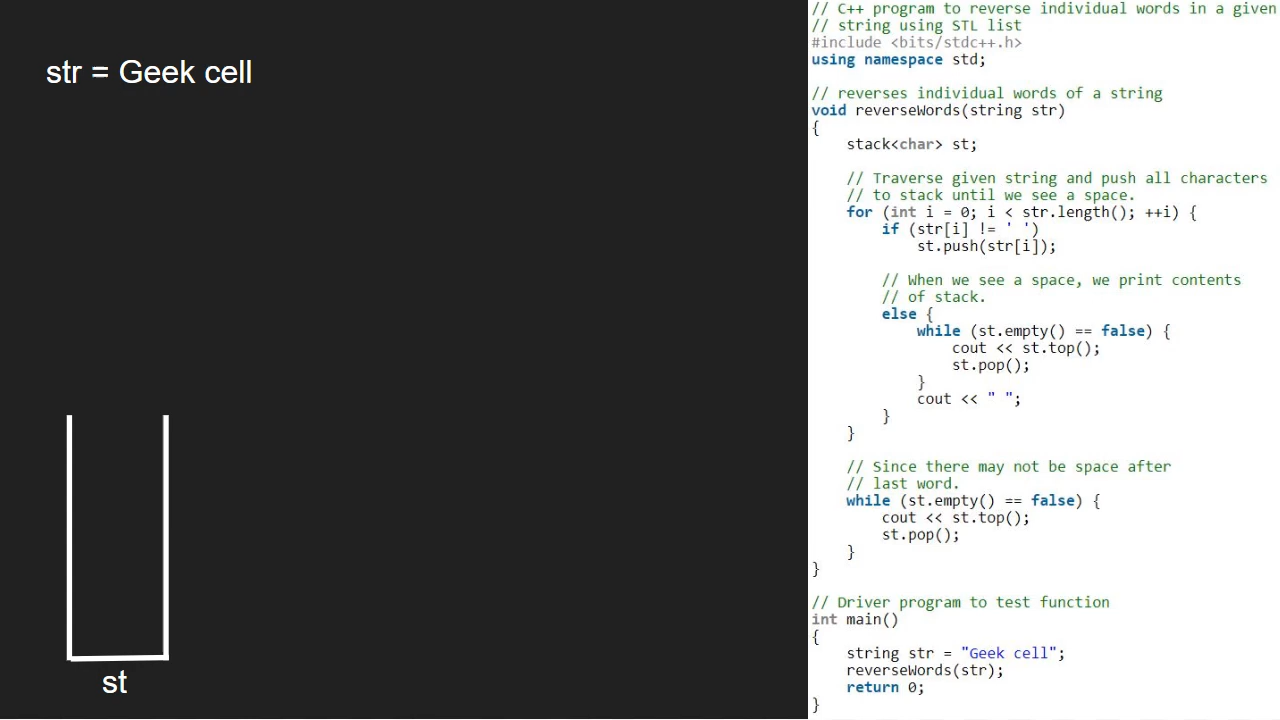 str = Geek cell
st
// C++ program to reverse individual words in a given
// string using STL list
#include <bits/stdc++.h>
using namespace std;

// reverses individual words of a string
void reverseWords(string str)
{
    stack<char> st;

    // Traverse given string and push all characters
    // to stack until we see a space.
    for (int i = 0; i < str.length(); ++i) {
        if (str[i] != ' ')
            st.push(str[i]);

        // When we see a space, we print contents
        // of stack.
        else {
            while (st.empty() == false) {
                cout << st.top();
                st.pop();
            }
            cout << " ";
        }
    }

    // Since there may not be space after
    // last word.
    while (st.empty() == false) {
        cout << st.top();
        st.pop();
    }
}

// Driver program to test function
int main()
{
    string str = "Geek cell";
    reverseWords(str);
    return 0;
}